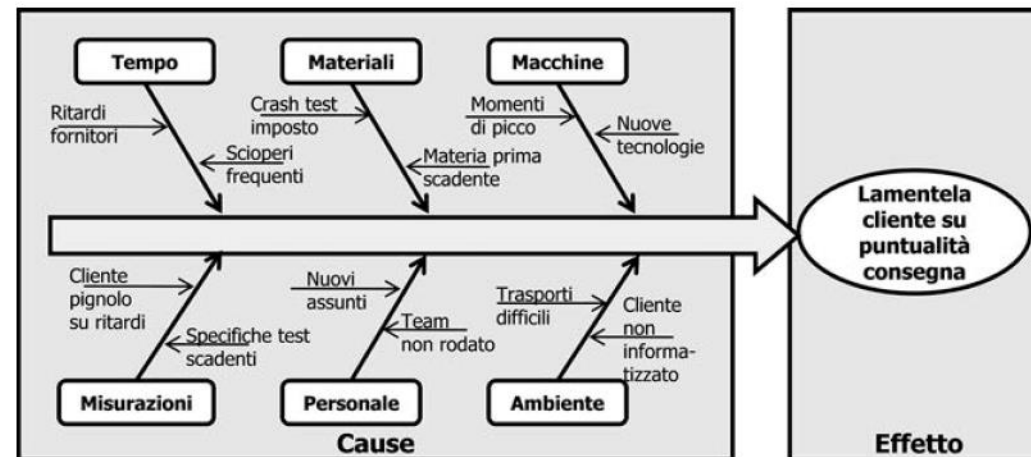 Tempo
Materiali
Macchine
Ritardi
fornitori
Scioperi
frequenti
Crash test
imposto
Materia prima
scadente
Momenti
di picco
Nuove
tecnologie
Lamentela
cliente su
puntualità
consegna
Cliente
pignolo
su ritardi
Specifiche test
scadenti
Nuovi
assunti
Team
non rodato
Trasporti
difficili
Cliente
non
informa-
tizzato
Misurazioni
Personale
Ambiente
Cause
Effetto